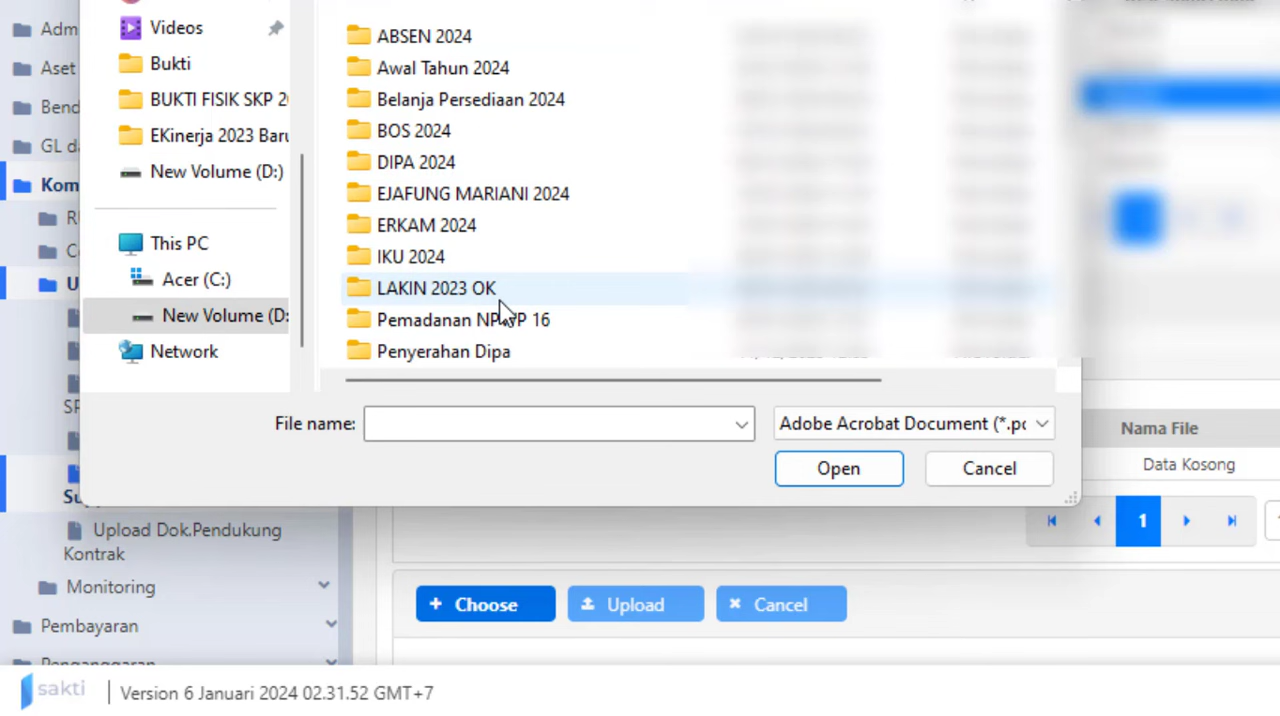 Adm
Aset
Bend
GL da
Kom
Videos
Bukti
BUKTI FISIK SKP 2
EKinerja 2023 Baru
New Volume (D:)
This PC
Acer (C:)
New Volume (D:
Network
ABSEN 2024
Awal Tahun 2024
Belanja Persediaan 2024
BOS 2024
DIPA 2024
EJAFUNG MARIANI 2024
ERKAM 2024
IKU 2024
LAKIN 2023 OK
Pemadanan NPWP 16
Penyerahan Dipa
File name:
Adobe Acrobat Document (*.pd
Open
Cancel
Nama File
Data Kosong
1
Upload Dok.Pendukung
Kontrak
Monitoring
Pembayaran
Penganggaran
Choose
Upload
Cancel
sakti
Version 6 Januari 2024 02.31.52 GMT+7